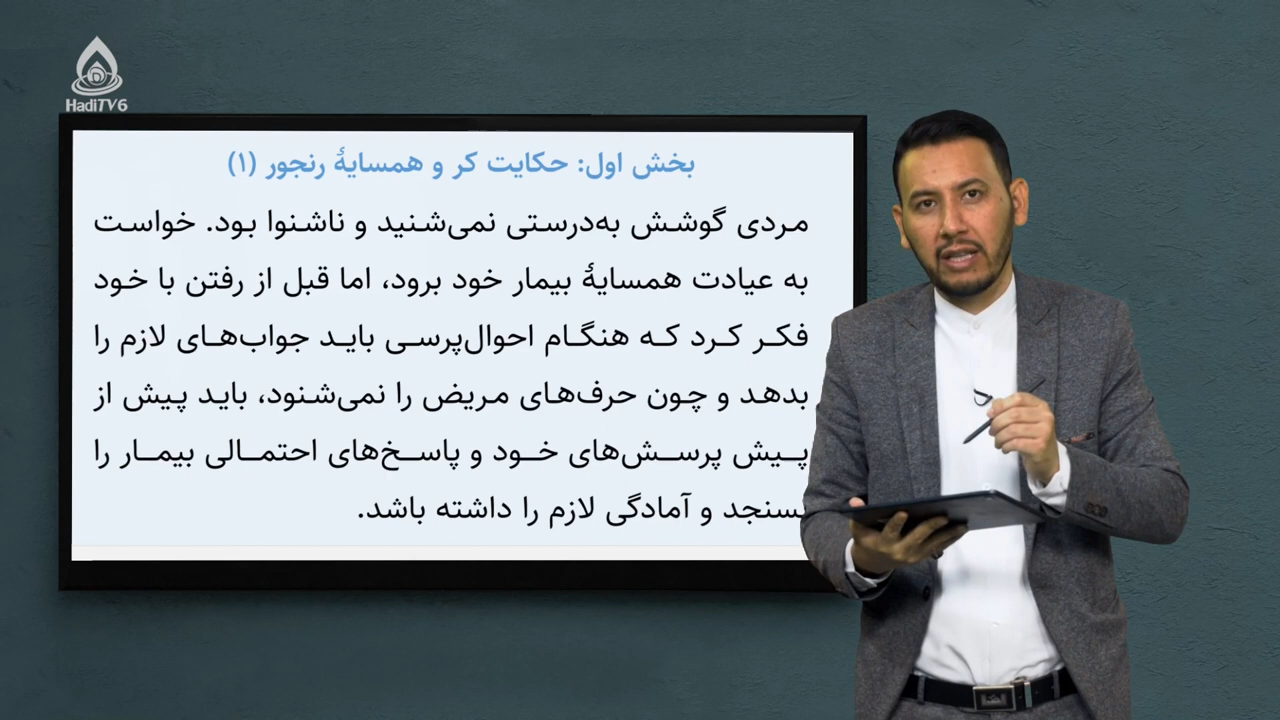 HadiTV6
بخش اول: حکایت کر و همسایهٔ رنجور (۱)
مردی گوشش به‌درستی نمی‌شنید و ناشنوا بود. خواست
به عیادت همسایهٔ بیمار خود برود، اما قبل از رفتن با خود
فکر کرد که هنگام احوال‌پرسی باید جواب‌های لازم را
بدهد و چون حرف‌های مریض را نمی‌شنود، باید پیش از
پیش پرسش‌های خود و پاسخ‌های احتمالی بیمار را
بسنجد و آمادگی لازم را داشته باشد.